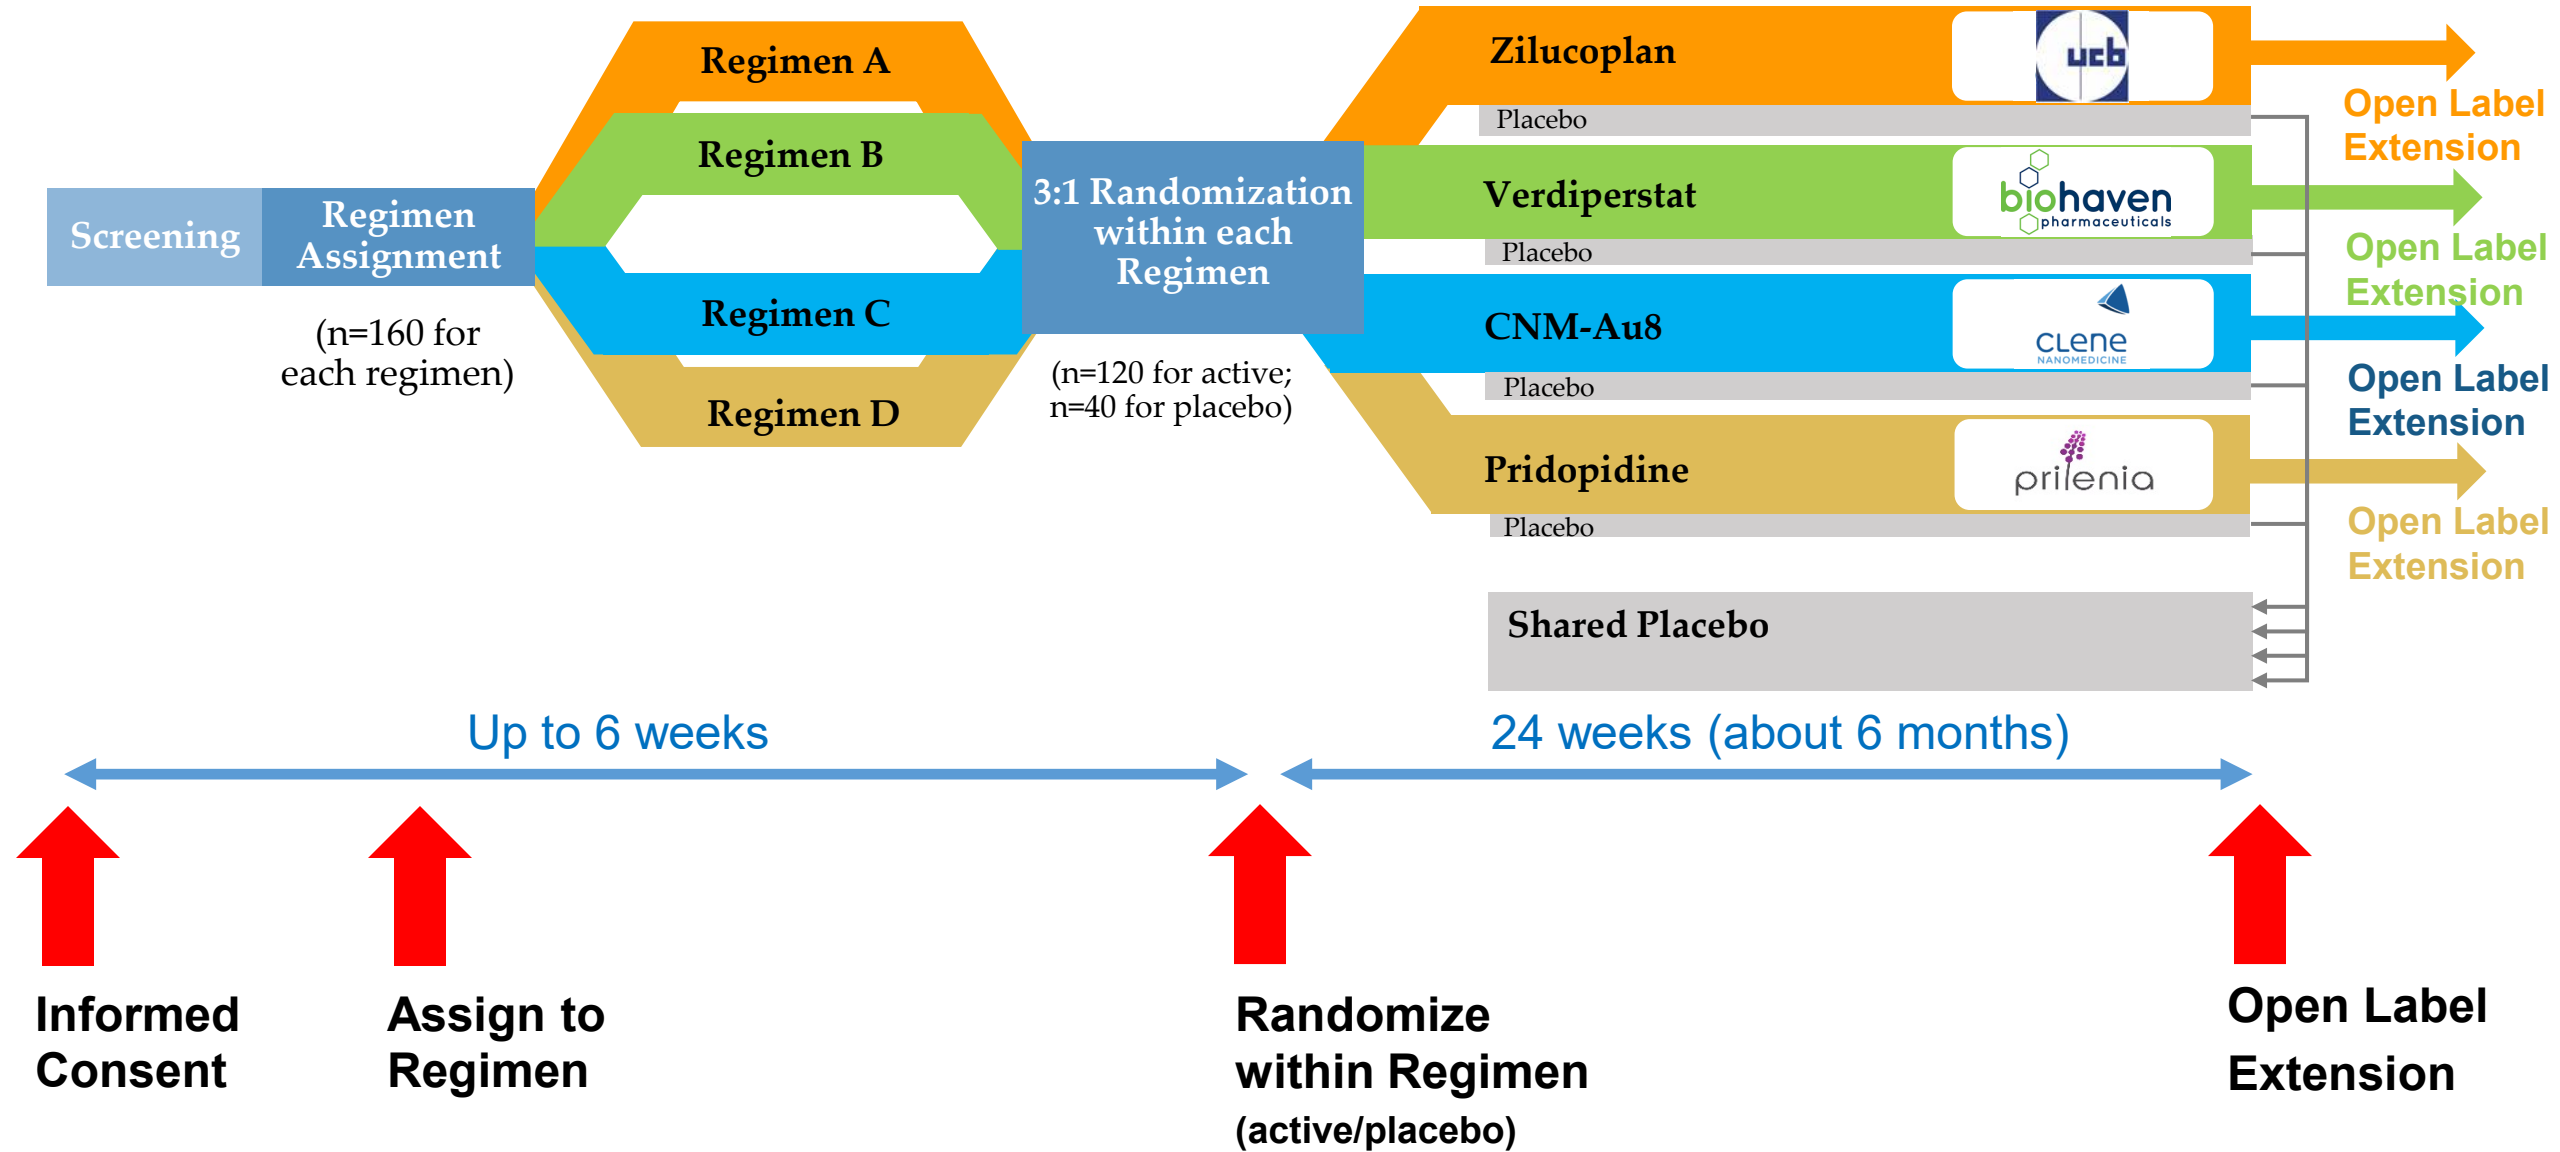 Screening
Regimen
Assignment
(n=160 for
each regimen)
Regimen A
Regimen B
Regimen C
Regimen D
3:1 Randomization
within each
Regimen
(n=120 for active;
n=40 for placebo)
Zilucoplan
ucb
Placebo
Open Label
Extension
Verdiperstat
biohaven
pharmaceuticals
Placebo
Open Label
Extension
CNM-Au8
CLENE
NANOMEDICINE
Placebo
Open Label
Extension
Pridopidine
prilenia
Placebo
Open Label
Extension
Shared Placebo
Up to 6 weeks
24 weeks (about 6 months)
Informed
Consent
Assign to
Regimen
Randomize
within Regimen
(active/placebo)
Open Label
Extension